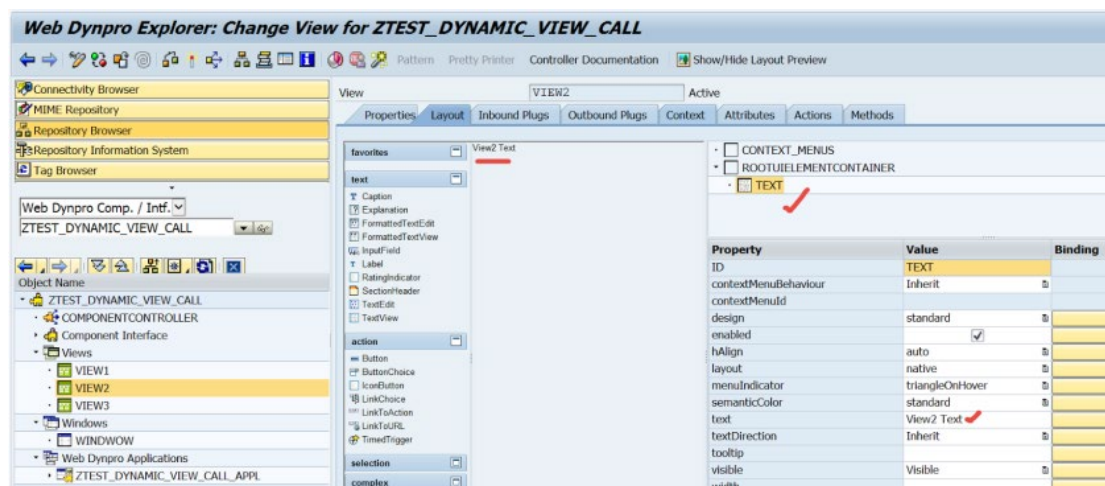 Web Dynpro Explorer: Change View for ZTEST_DYNAMIC_VIEW_CALL
Pattern Pretty Printer Controller Documentation Show/Hide Layout Preview
Connectivity Browser
MIME Repository
Repository Browser
Repository Information System
Tag Browser
Web Dynpro Comp. / Intf.
ZTEST_DYNAMIC_VIEW_CALL
Object Name
ZTEST_DYNAMIC_VIEW_CALL
COMPONENTCONTROLLER
Component Interface
Views
VIEW1
VIEW2
VIEW3
Windows
WINDWOW
Web Dynpro Applications
ZTEST_DYNAMIC_VIEW_CALL_APPL
View VIEW2 Active
Properties Layout Inbound Plugs Outbound Plugs Context Attributes Actions Methods
favorites
text
Caption
Explanation
FormattedTextEdit
FormattedTextView
InputField
Label
RatingIndicator
SectionHeader
TextEdit
TextView
action
Button
ButtonChoice
IconButton
LinkChoice
LinkToAction
LinkToURL
TimedTrigger
selection
complex
View2 Text
CONTEXT_MENUS
ROOTUIELEMENTCONTAINER
TEXT
Property Value Binding
ID TEXT
contextMenuBehaviour Inherit
contextMenuId
design standard
enabled
hAlign auto
layout native
menuIndicator triangleOnHover
semanticColor standard
text View2 Text
textDirection Inherit
tooltip
visible Visible
width